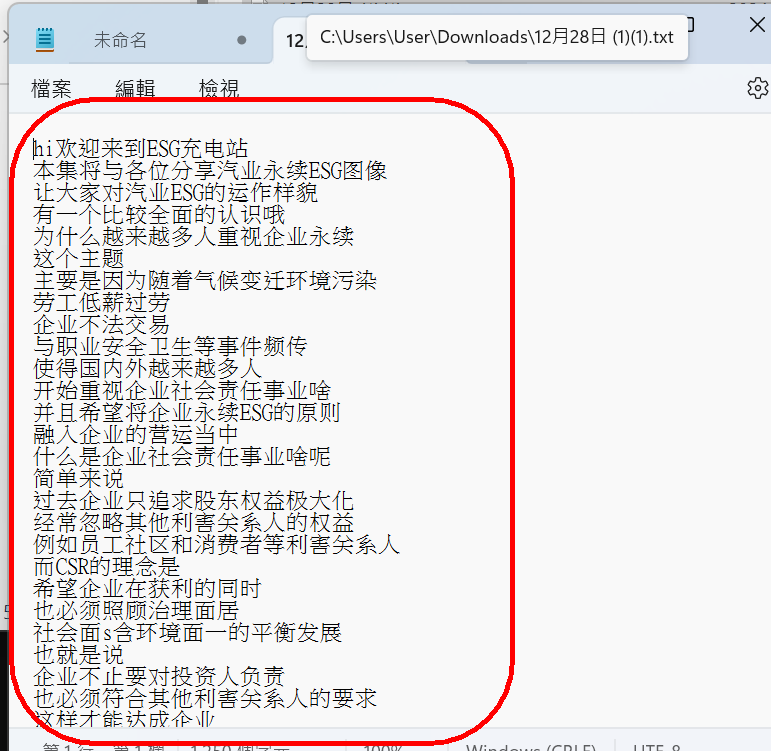 未命名
12
C:\Users\User\Downloads\12月28日 (1)(1).txt
檔案 編輯 檢視
hi欢迎来到ESG充电站
本集将与各位分享汽业永续ESG图像
让大家对汽业ESG的运作样貌
有一个比较全面的认识哦
为什么越来越多人重视企业永续
这个主题
主要是因为随着气候变迁环境污染
劳工低薪过劳
企业不法交易
与职业安全卫生等事件频传
使得国内外越来越多人
开始重视企业社会责任事业啥
并且希望将企业永续ESG的原则
融入企业的营运当中
什么是企业社会责任事业啥呢
简单来说
过去企业只追求股东权益极大化
经常忽略其他利害关系人的权益
例如员工社区和消费者等利害关系人
而CSR的理念是
希望企业在获利的同时
也必须照顾治理面居
社会面s含环境面一的平衡发展
也就是说
企业不止要对投资人负责
也必须符合其他利害关系人的要求
这样才能达成企业
第 1 行, 第 1 欄 1,250 個字元 100% Windows (CRLF) UTF-8